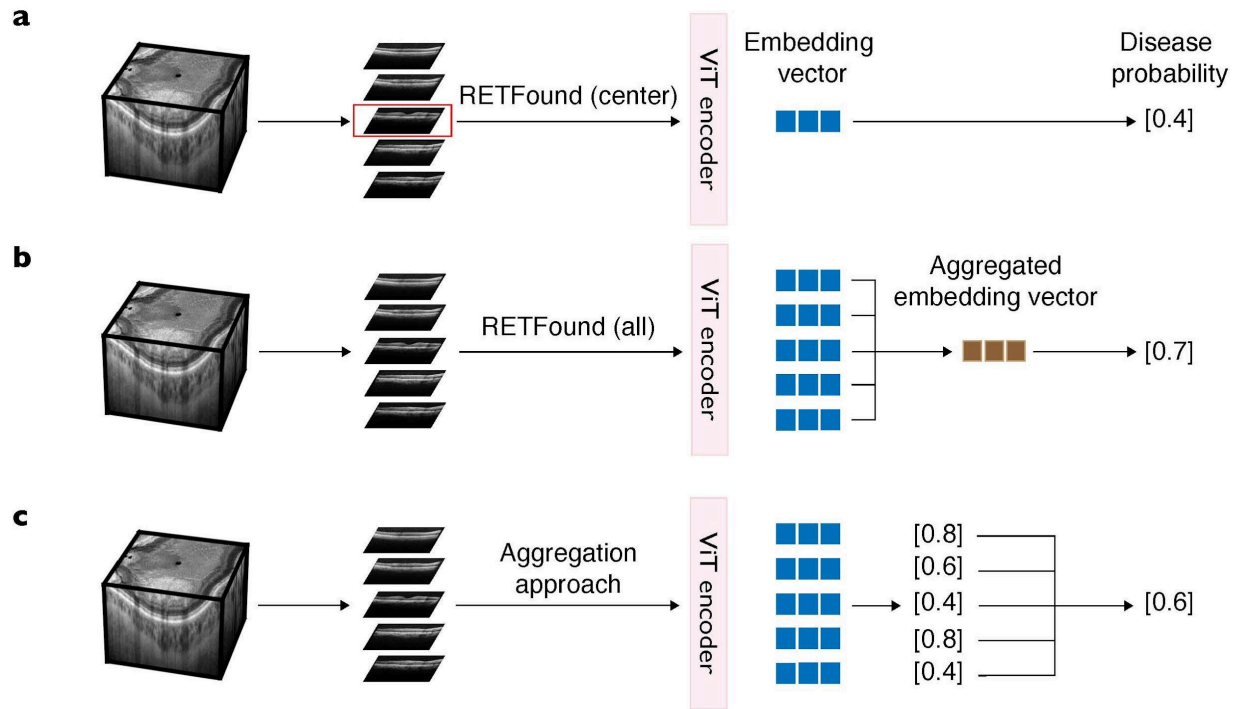 a
RETFound (center)
ViT encoder
Embedding
vector
Disease
probability
[0.4]
b
RETFound (all)
ViT encoder
Aggregated
embedding vector
[0.7]
c
Aggregation
approach
ViT encoder
[0.8]
[0.6]
[0.4]
[0.8]
[0.4]
[0.6]